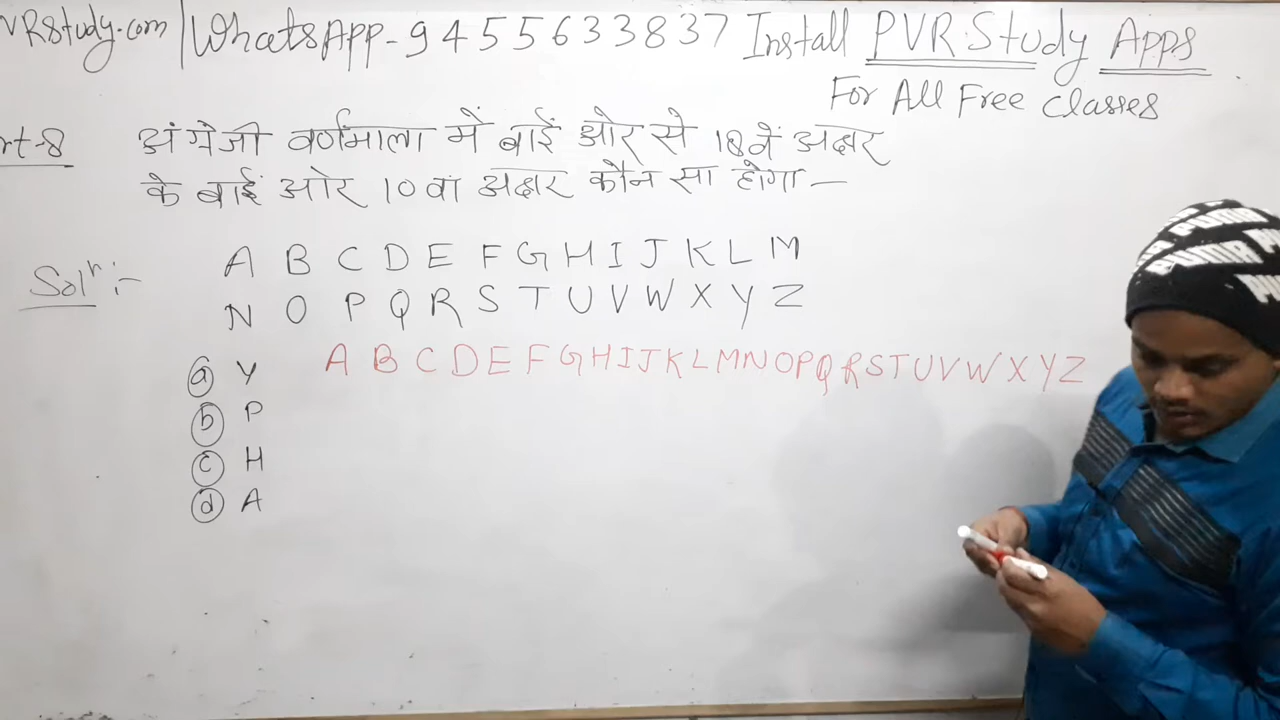 VRStudy.com | WhatsApp - 9455633837 Install PVR Study Apps
For All Free Classes
rt-8 अंग्रेजी वर्णमाला में बाईं ओर से 18वें अक्षर
के बाईं ओर 10वां अक्षर कौन सा होगा —
Solⁿ :-
A B C D E F G H I J K L M
N O P Q R S T U V W X Y Z
A B C D E F G H I J K L M N O P Q R S T U V W X Y Z
(a) Y
(b) P
(c) H
(d) A